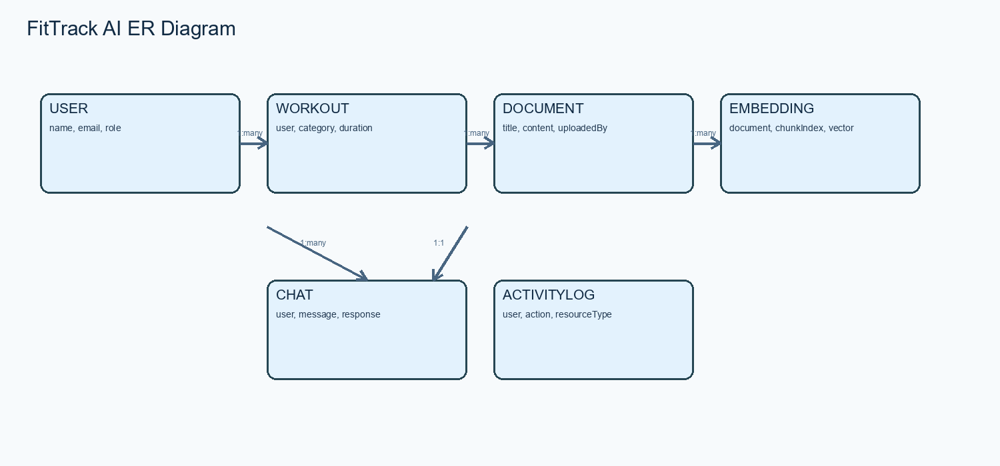 FitTrack AI ER Diagram
USER
name, email, role
1:many
WORKOUT
user, category, duration
1:many
DOCUMENT
title, content, uploadedBy
1:many
EMBEDDING
document, chunkIndex, vector
1:many
1:1
CHAT
user, message, response
ACTIVITYLOG
user, action, resourceType